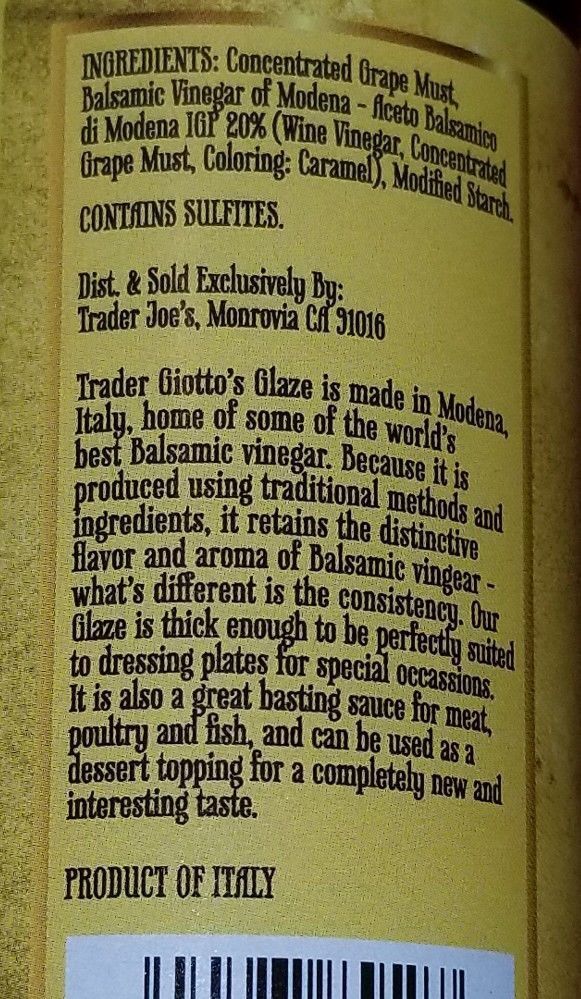 INGREDIENTS: Concentrated Grape Must,
Balsamic Vinegar of Modena - Aceto Balsamico
di Modena IGP 20% (Wine Vinegar, Concentrated
Grape Must, Coloring: Caramel), Modified Starch.
CONTAINS SULFITES.
Dist. & Sold Exclusively By:
Trader Joe's, Monrovia CA 91016
Trader Giotto's Glaze is made in Modena,
Italy, home of some of the world's
best Balsamic vinegar. Because it is
produced using traditional methods and
ingredients, it retains the distinctive
flavor and aroma of Balsamic vingear -
what's different is the consistency. Our
Glaze is thick enough to be perfectly suited
to dressing plates for special occassions.
It is also a great basting sauce for meat,
poultry and fish, and can be used as a
dessert topping for a completely new and
interesting taste.
PRODUCT OF ITALY